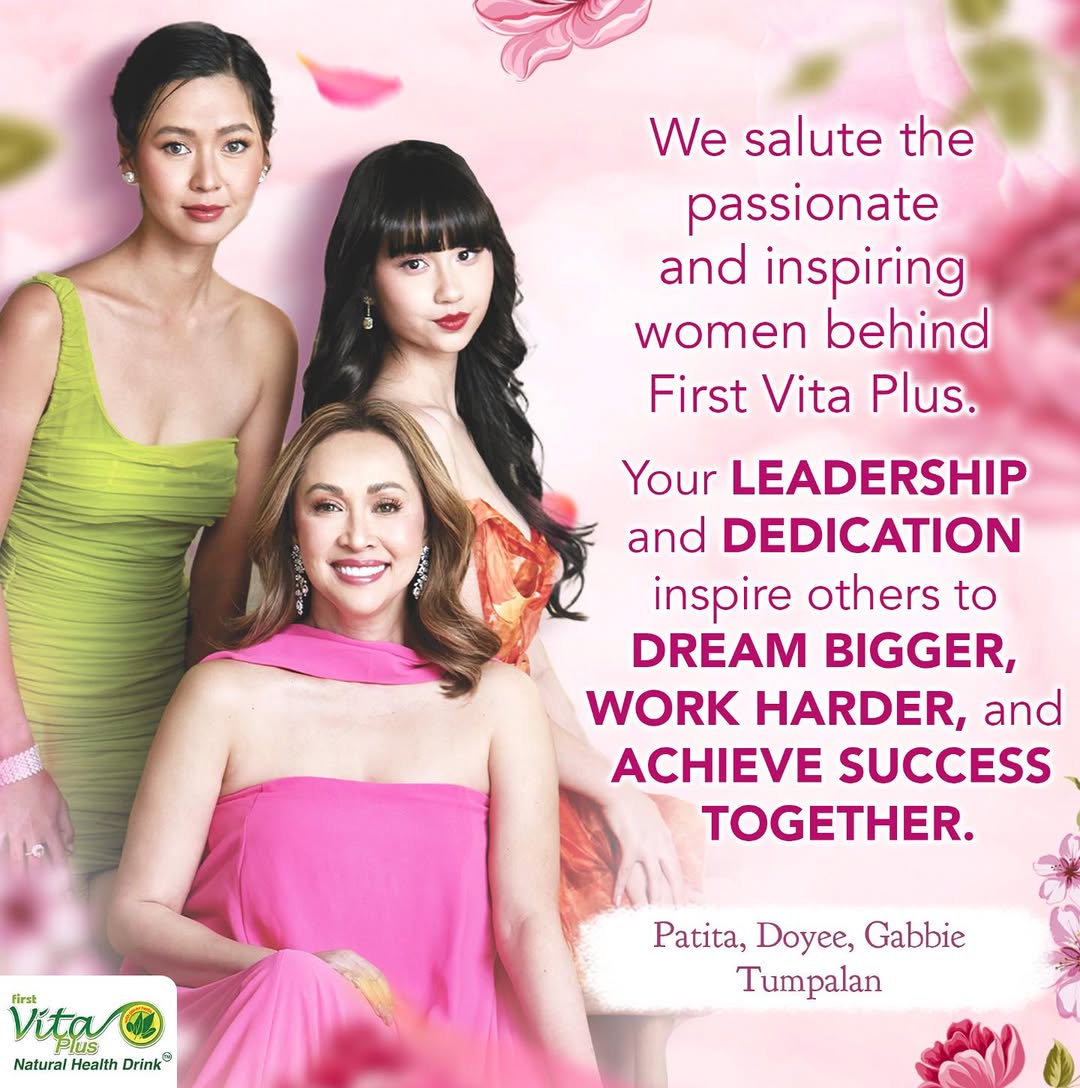 We salute the
passionate
and inspiring
women behind
First Vita Plus.
Your LEADERSHIP
and DEDICATION
inspire others to
DREAM BIGGER,
WORK HARDER, and
ACHIEVE SUCCESS
TOGETHER.
Patita, Doyee, Gabbie
Tumpalan
first
Vita
Plus
Natural Health Drink™